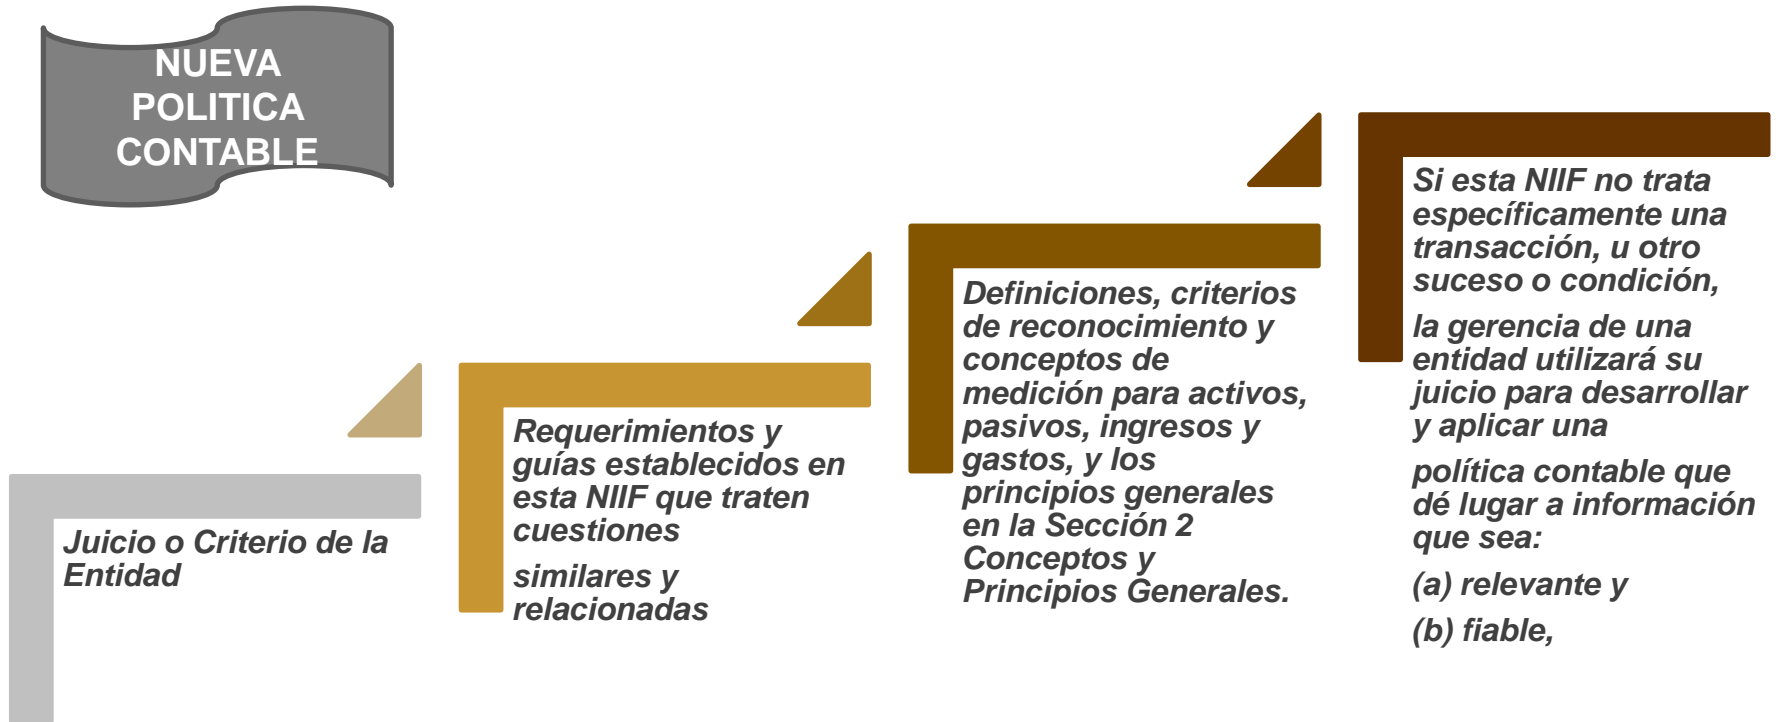 NUEVA
POLITICA
CONTABLE
Juicio o Criterio de la
Entidad
Requerimientos y
guías establecidos en
esta NIIF que traten
cuestiones
similares y
relacionadas
Definiciones, criterios
de reconocimiento y
conceptos de
medición para activos,
pasivos, ingresos y
gastos, y los
principios generales
en la Sección 2
Conceptos y
Principios Generales.
Si esta NIIF no trata
específicamente una
transacción, u otro
suceso o condición,
la gerencia de una
entidad utilizará su
juicio para desarrollar
y aplicar una
política contable que
dé lugar a información
que sea:
(a) relevante y
(b) fiable,